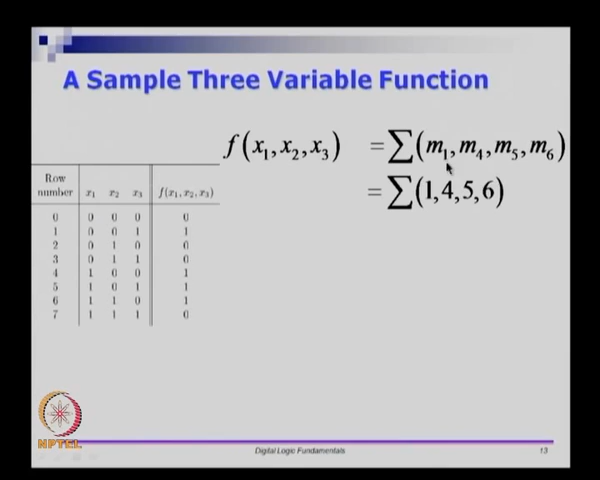 A Sample Three Variable Function
f(x₁,x₂,x₃) = ∑(m₁,m₄,m₅,m₆)
= ∑(1,4,5,6)
Row
number x₁ x₂ x₃ f(x₁,x₂,x₃)
0 0 0 0 0
1 0 0 1 1
2 0 1 0 0
3 0 1 1 0
4 1 0 0 1
5 1 0 1 1
6 1 1 0 1
7 1 1 1 0
NPTEL
Digital Logic Fundamentals 13